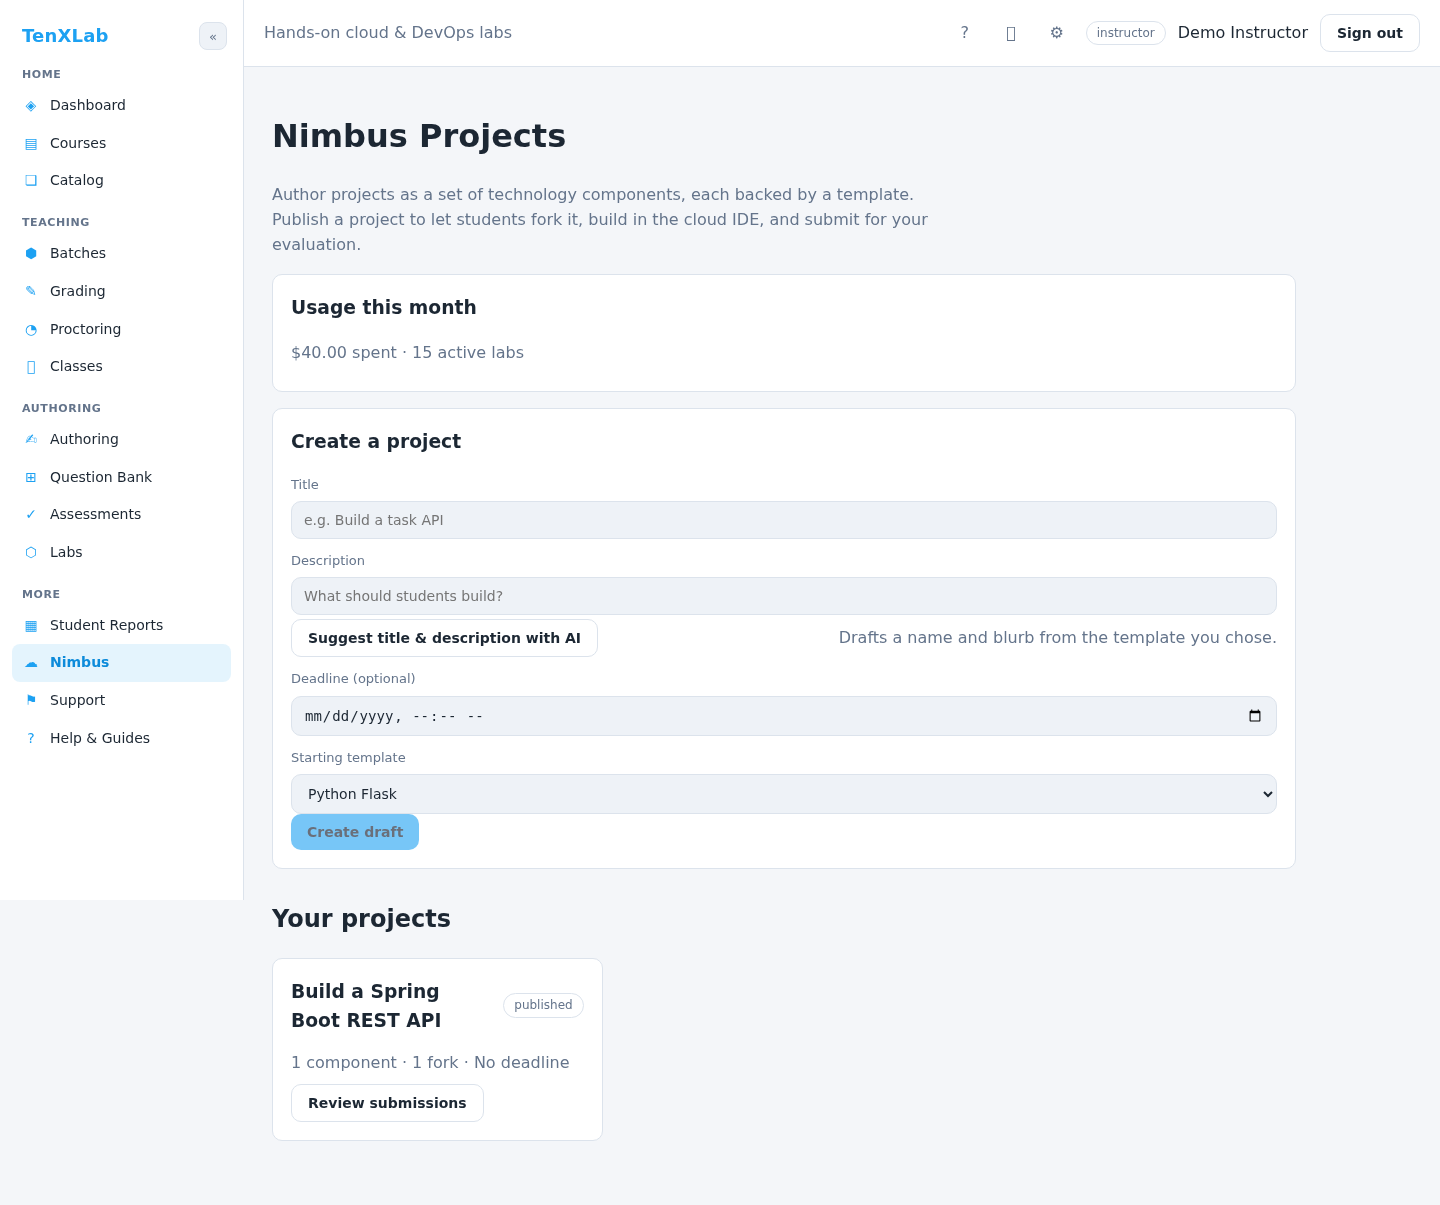 TenXLab
«
HOME
Dashboard
Courses
Catalog
TEACHING
Batches
Grading
Proctoring
Classes
AUTHORING
Authoring
Question Bank
Assessments
Labs
MORE
Student Reports
Nimbus
Support
? Help & Guides
Hands-on cloud & DevOps labs
?
instructor
Demo Instructor
Sign out
Nimbus Projects
Author projects as a set of technology components, each backed by a template.
Publish a project to let students fork it, build in the cloud IDE, and submit for your
evaluation.
Usage this month
$40.00 spent · 15 active labs
Create a project
Title
e.g. Build a task API
Description
What should students build?
Suggest title & description with AI
Drafts a name and blurb from the template you chose.
Deadline (optional)
mm/dd/yyyy, --:-- --
Starting template
Python Flask
Create draft
Your projects
Build a Spring
Boot REST API
published
1 component · 1 fork · No deadline
Review submissions